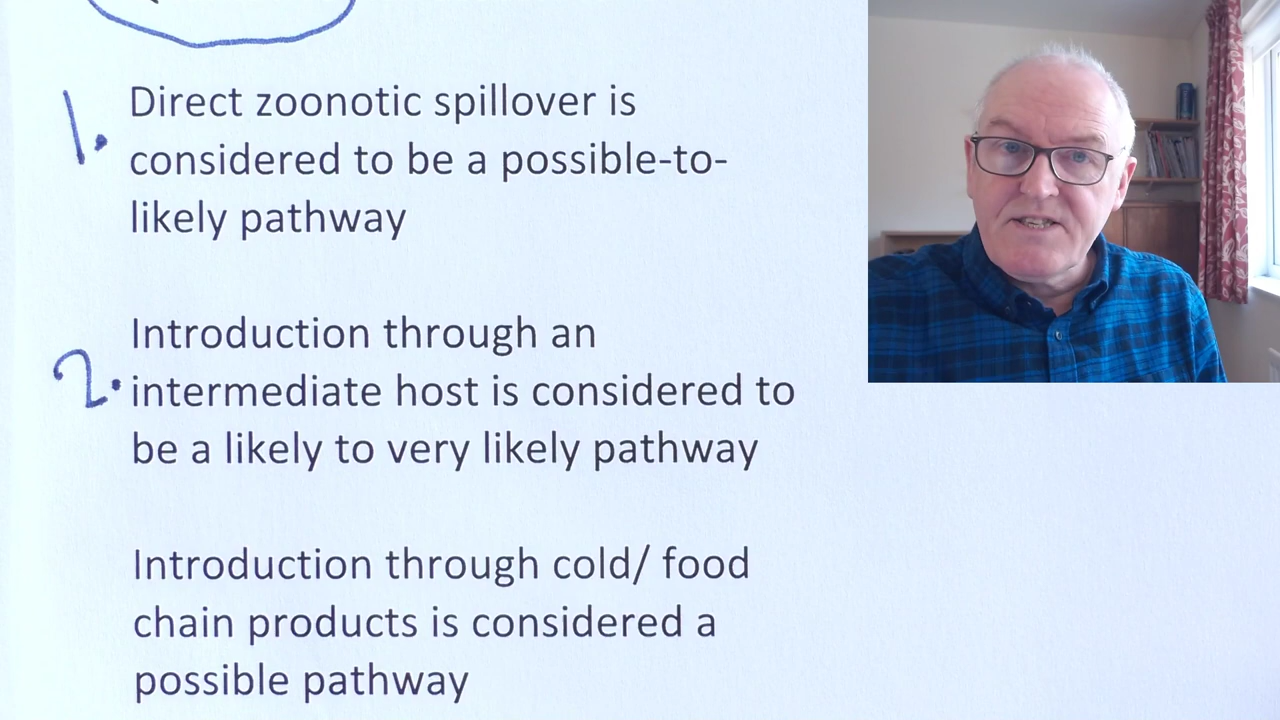 1. Direct zoonotic spillover is
considered to be a possible-to-
likely pathway
Introduction through an
2. intermediate host is considered to
be a likely to very likely pathway
Introduction through cold/ food
chain products is considered a
possible pathway